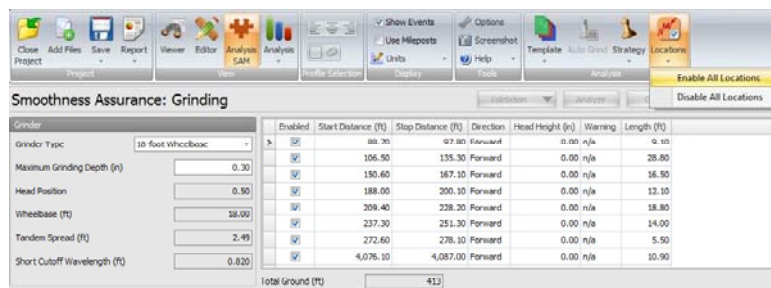 Close Project
Add Files
Save
Report
Viewer
Editor
Analysis SAM
Analysis
Show Events
Use Mileposts
Units
Options
Screenshot
Help
Template
Auto Grind
Strategy
Locations
Project
View
Profile Selection
Display
Tools
Analysis
Enable All Locations
Disable All Locations
Smoothness Assurance: Grinding
Analyze
Grinder
Grinder Type 18-foot Wheelbase
Maximum Grinding Depth (in) 0.30
Head Position 0.50
Wheelbase (ft) 18.00
Tandem Spread (ft) 2.49
Short Cutoff Wavelength (ft) 0.820
Enabled Start Distance (ft) Stop Distance (ft) Direction Head Height (in) Warning Length (ft)
88.70 97.80 Forward 0.00 n/a 9.10
106.50 135.30 Forward 0.00 n/a 28.80
150.60 167.10 Forward 0.00 n/a 16.50
188.00 200.10 Forward 0.00 n/a 12.10
209.40 228.20 Forward 0.00 n/a 18.80
237.30 251.30 Forward 0.00 n/a 14.00
272.60 278.10 Forward 0.00 n/a 5.50
4,076.10 4,087.00 Forward 0.00 n/a 10.90
Total Ground (ft) 413